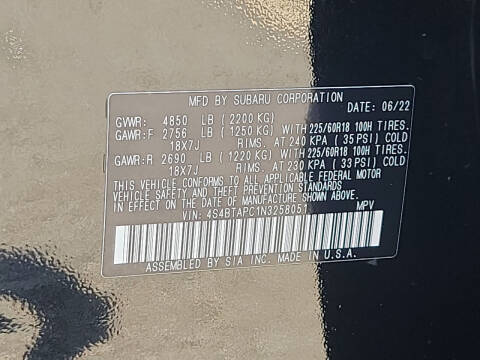 MFD BY SUBARU CORPORATION
DATE: 06/22
GVWR: 4850 LB (2200 KG)
GAWR:F 2756 LB (1250 KG) WITH 225/60R18 100H TIRES,
18X7J RIMS, AT 240 KPA (35 PSI) COLD
GAWR:R 2690 LB (1220 KG) WITH 225/60R18 100H TIRES,
18X7J RIMS, AT 230 KPA (33 PSI) COLD
THIS VEHICLE CONFORMS TO ALL APPLICABLE FEDERAL MOTOR
VEHICLE SAFETY AND THEFT PREVENTION STANDARDS
IN EFFECT ON THE DATE OF MANUFACTURE SHOWN ABOVE.
VIN: 4S4BTAPC1N3258051 MPV
ASSEMBLED BY SIA INC. MADE IN U.S.A.